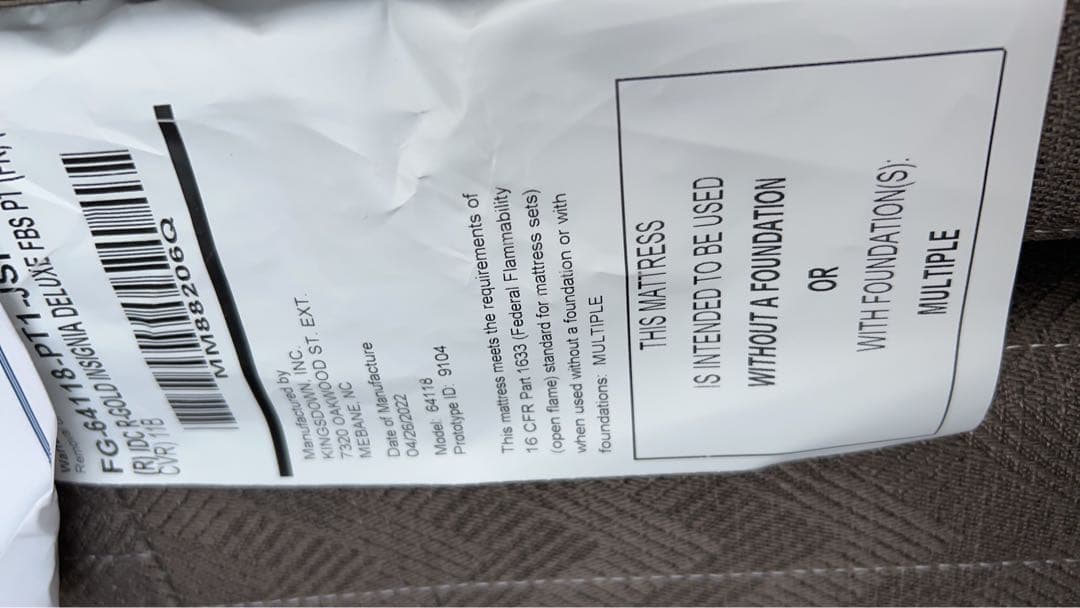 FG-64118-PT1-JSI
(R) IDC R.GOLD INSIGNIA DELUXE FBS PT
CVR) 118
MM88206Q
Manufactured by
KINGSDOWN, INC.
7320 OAKWOOD ST. EXT.
MEBANE, NC
Date of Manufacture
04/26/2022
Model: 64118
Prototype ID: 9104
This mattress meets the requirements of
16 CFR Part 1633 (Federal Flammability
(open flame) standard for mattress sets)
when used without a foundation or with
foundations: MULTIPLE
THIS MATTRESS
IS INTENDED TO BE USED
WITHOUT A FOUNDATION
OR
WITH FOUNDATION(S):
MULTIPLE